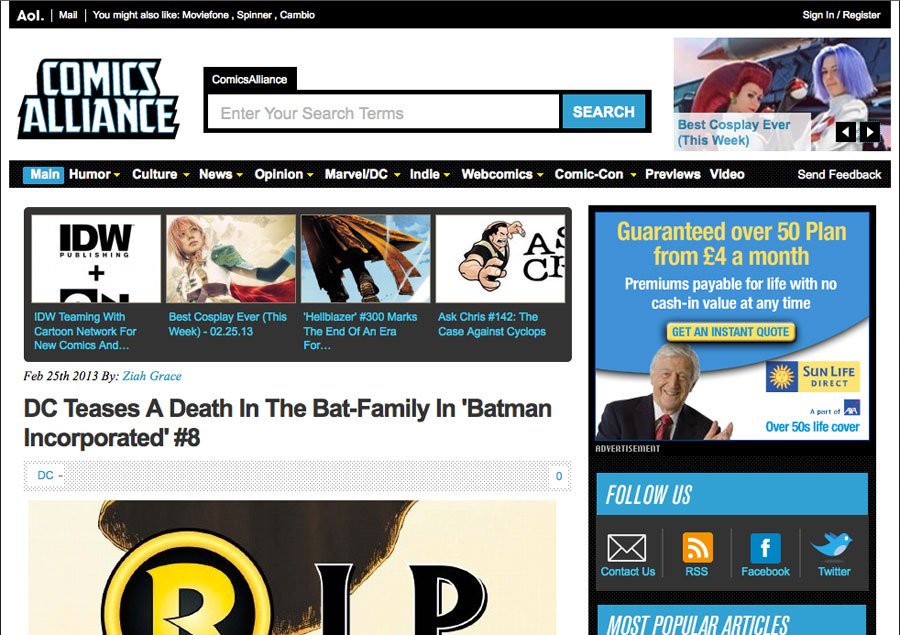 Aol. | Mail | You might also like: Moviefone , Spinner , Cambio
Sign In / Register
COMICS
ALLIANCE
ComicsAlliance
Enter Your Search Terms
SEARCH
Best Cosplay Ever
(This Week)
Main Humor Culture News Opinion Marvel/DC Indie Webcomics Comic-Con Previews Video
Send Feedback
IDW
PUBLISHING
+
IDW Teaming With
Cartoon Network For
New Comics And...
Best Cosplay Ever (This
Week) - 02.25.13
'Hellblazer' #300 Marks
The End Of An Era
For...
AS
CH
Ask Chris #142: The
Case Against Cyclops
Feb 25th 2013 By: Ziah Grace
DC Teases A Death In The Bat-Family In 'Batman
Incorporated' #8
DC -
0
R I P
Guaranteed over 50 Plan
from £4 a month
Premiums payable for life with no
cash-in value at any time
GET AN INSTANT QUOTE
SUN LIFE
DIRECT
A part of AXA
Over 50s life cover
ADVERTISEMENT
FOLLOW US
Contact Us
RSS
Facebook
Twitter
MOST POPULAR ARTICLES